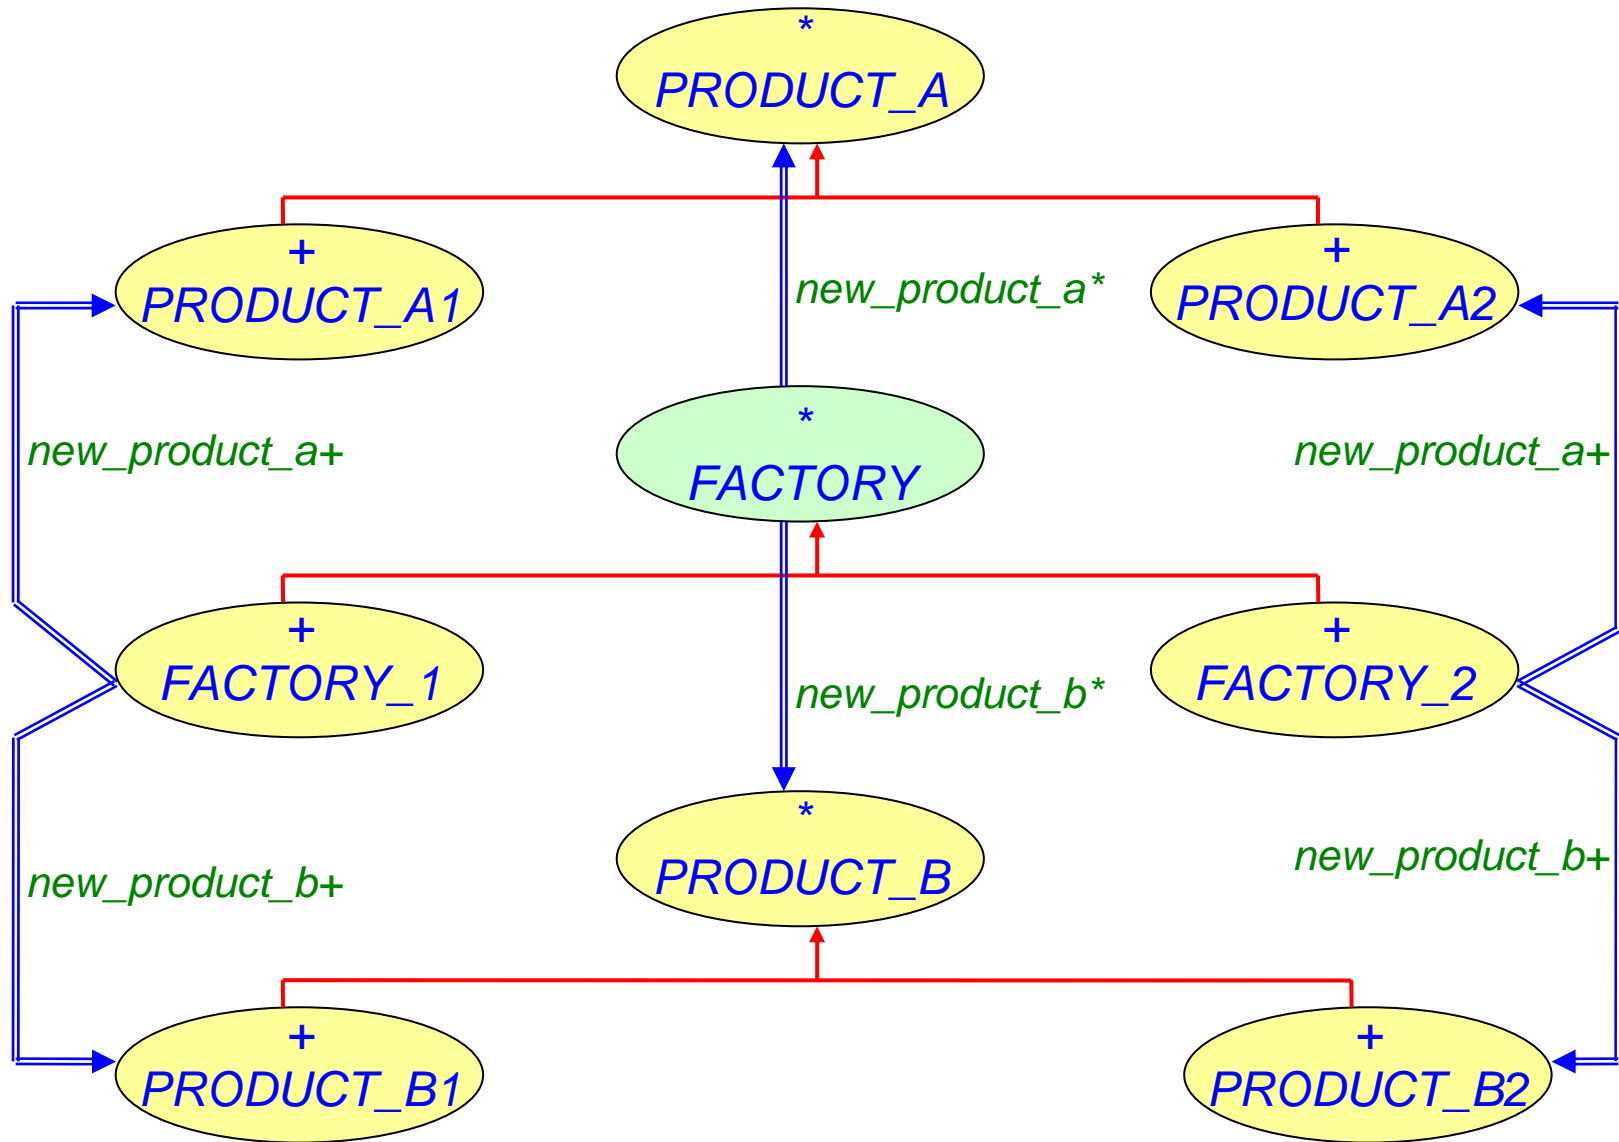 *
PRODUCT_A
+
PRODUCT_A1
new_product_a*
+
PRODUCT_A2
new_product_a+
*
FACTORY
new_product_a+
+
FACTORY_1
new_product_b*
+
FACTORY_2
new_product_b+
*
PRODUCT_B
new_product_b+
+
PRODUCT_B1
+
PRODUCT_B2